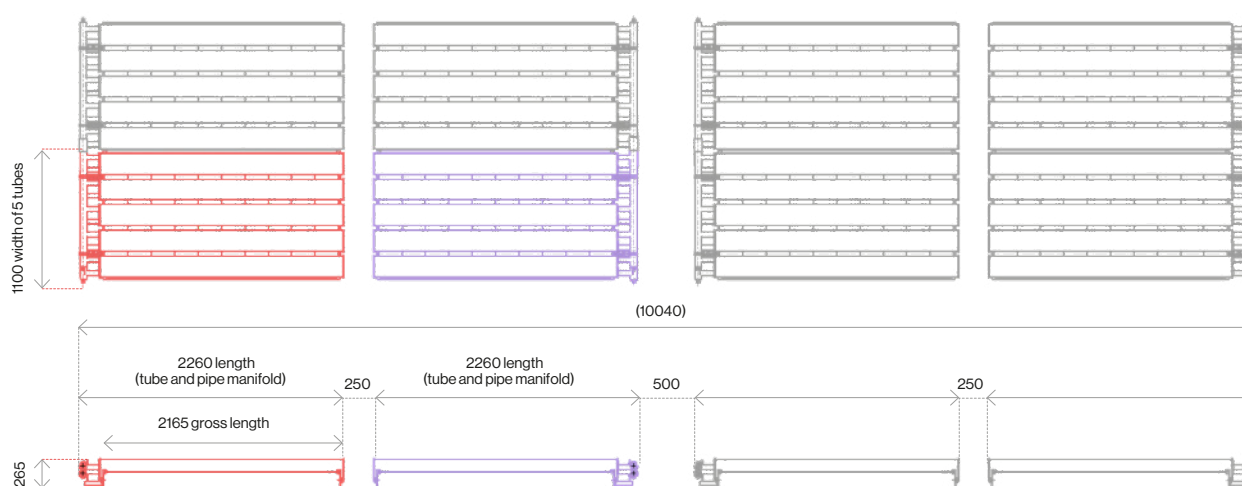 1100 width of 5 tubes
(10040)
2260 length
(tube and pipe manifold)
250
2260 length
(tube and pipe manifold)
500
250
2165 gross length
265